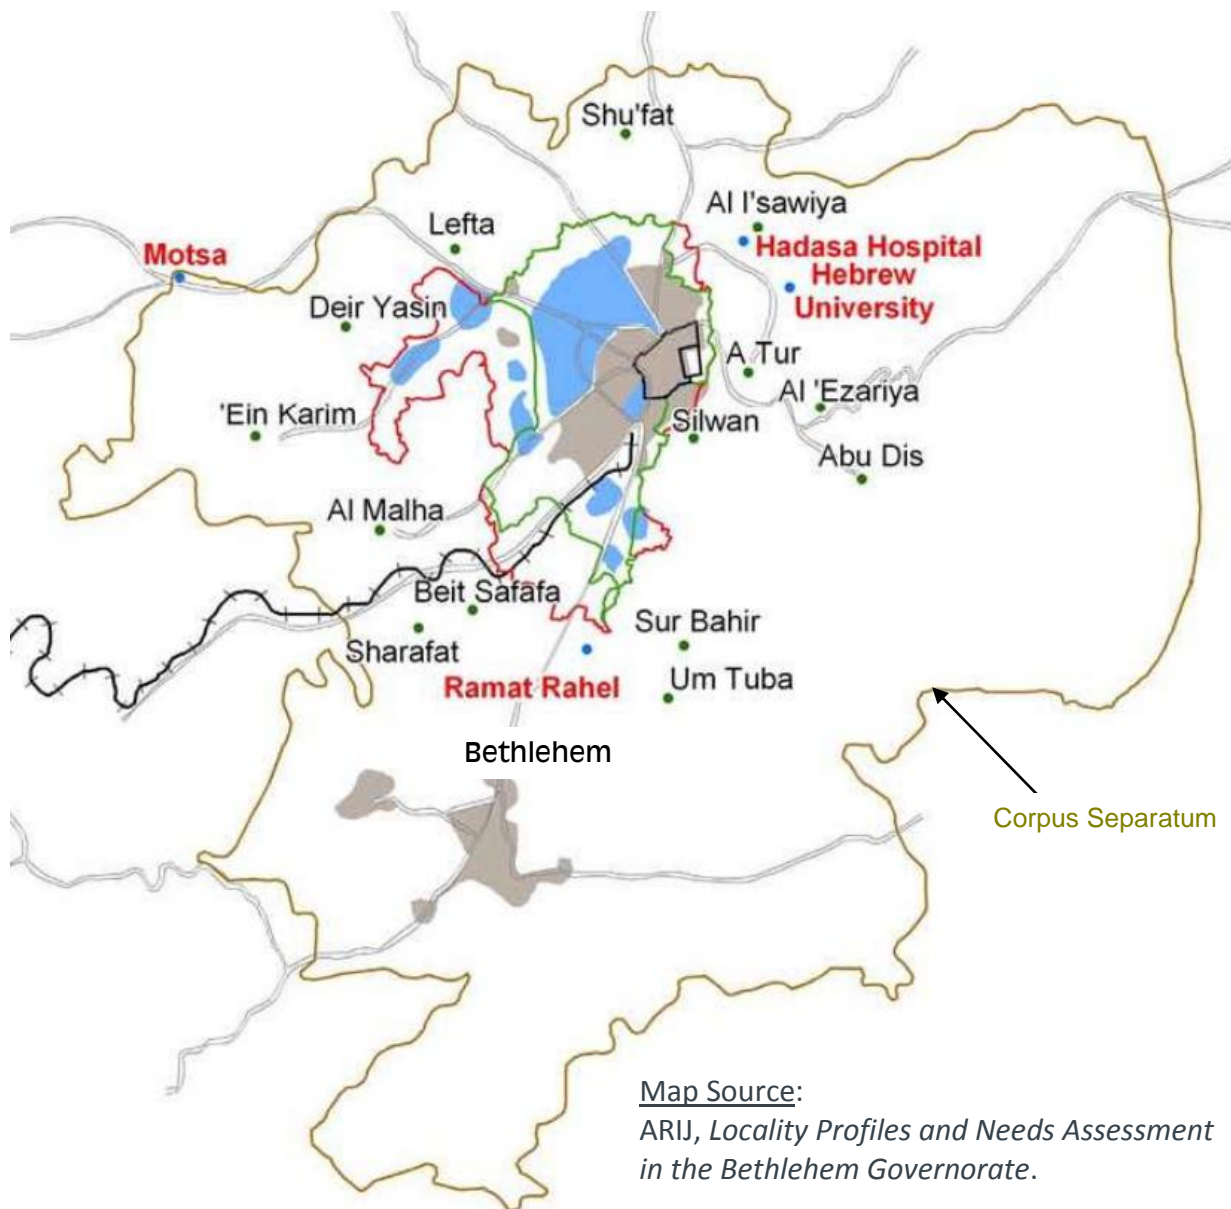 Shu'fat
Al I'sawiya
Lefta
Hadasa Hospital
Motsa
Hebrew
University
Deir Yasin
A Tur
Al 'Ezariya
'Ein Karim
Silwan
Abu Dis
Al Malha
Beit Safafa
Sur Bahir
Sharafat
Ramat Rahel
Um Tuba
Bethlehem
Corpus Separatum
Map Source:
ARIJ, Locality Profiles and Needs Assessment
in the Bethlehem Governorate.